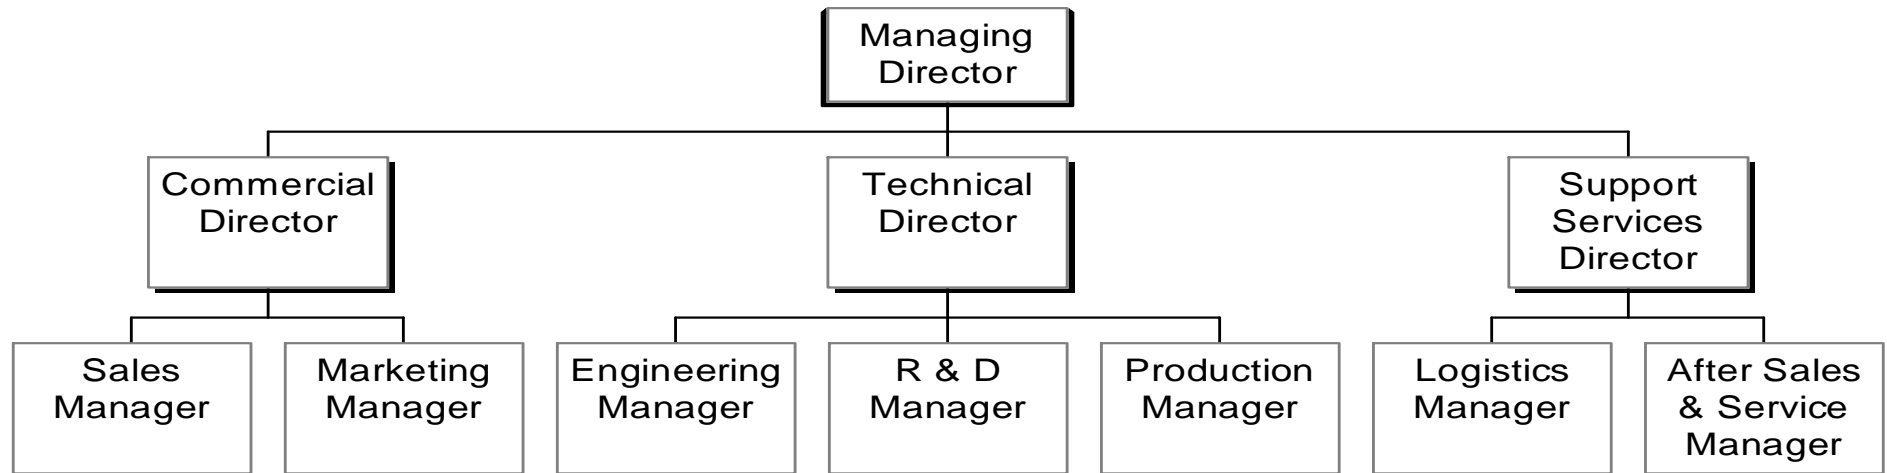 Managing
Director
Commercial
Director
Technical
Director
Support
Services
Director
Sales
Manager
Marketing
Manager
Engineering
Manager
R & D
Manager
Production
Manager
Logistics
Manager
After Sales
& Service
Manager